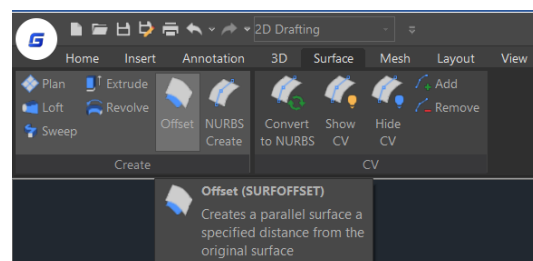 G
2D Drafting
Home Insert Annotation 3D Surface Mesh Layout View
Plan Extrude
Loft Revolve
Sweep
Offset
NURBS
Create
Convert
to NURBS
Show
CV
Hide
CV
Add
Remove
Create CV
Offset (SURFOFFSET)
Creates a parallel surface a
specified distance from the
original surface